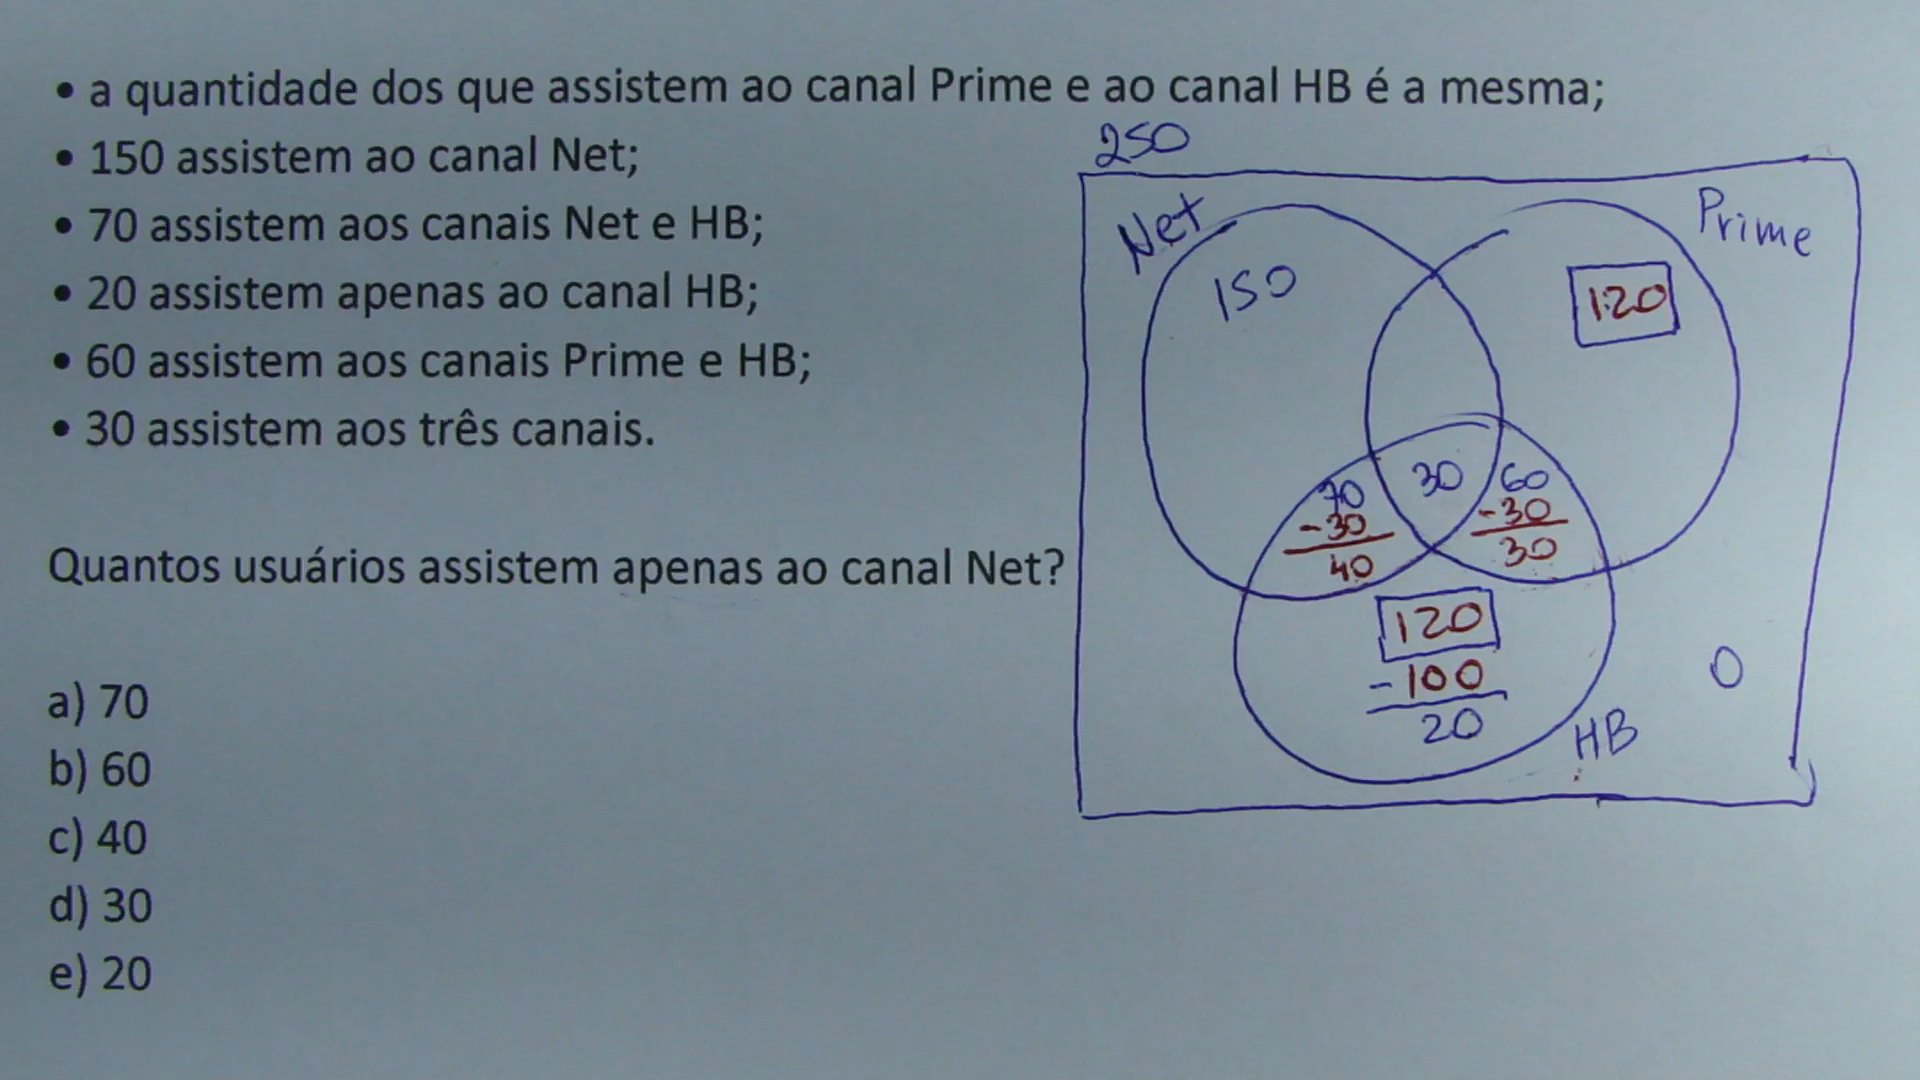 • a quantidade dos que assistem ao canal Prime e ao canal HB é a mesma;
• 150 assistem ao canal Net;
• 70 assistem aos canais Net e HB;
• 20 assistem apenas ao canal HB;
• 60 assistem aos canais Prime e HB;
• 30 assistem aos três canais.
Quantos usuários assistem apenas ao canal Net?
a) 70
b) 60
c) 40
d) 30
e) 20
250
Net
Prime
150
120
70
-30
40
30
60
-30
30
120
-100
20
0
HB